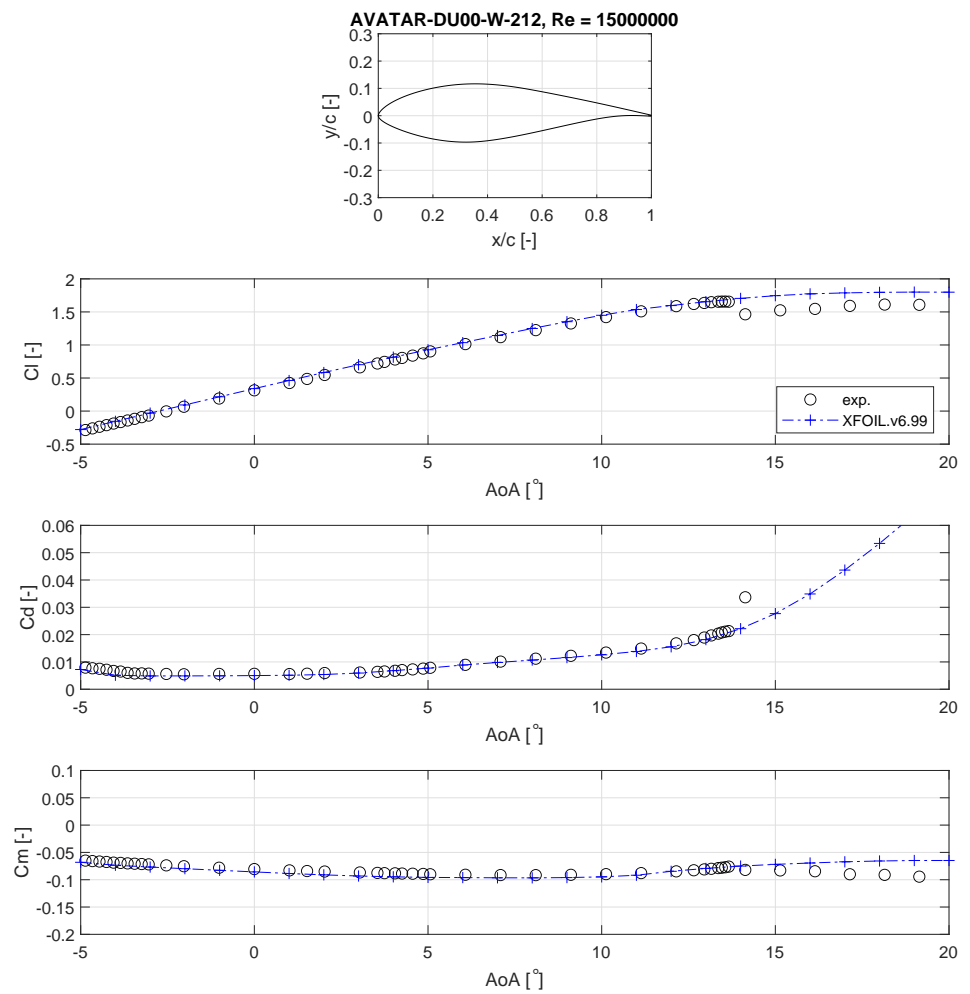 AVATAR-DU00-W-212, Re = 15000000
0.3
0.2
0.1
0
-0.1
-0.2
-0.3
y/c [-]
0 0.2 0.4 0.6 0.8 1
x/c [-]
2
1.5
1
0.5
0
-0.5
Cl [-]
exp.
XFOIL.v6.99
-5 0 5 10 15 20
AoA [°]
0.06
0.05
0.04
0.03
0.02
0.01
0
Cd [-]
-5 0 5 10 15 20
AoA [°]
0.1
0.05
0
-0.05
-0.1
-0.15
-0.2
Cm [-]
-5 0 5 10 15 20
AoA [°]